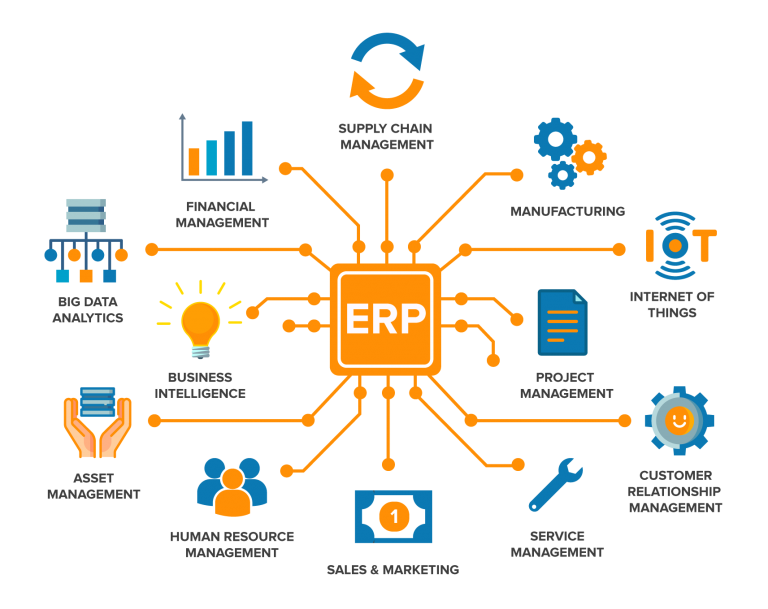 SUPPLY CHAIN
MANAGEMENT
FINANCIAL
MANAGEMENT
MANUFACTURING
IOT
BIG DATA
ANALYTICS
INTERNET OF
THINGS
ERP
BUSINESS
INTELLIGENCE
PROJECT
MANAGEMENT
ASSET
MANAGEMENT
CUSTOMER
RELATIONSHIP
MANAGEMENT
HUMAN RESOURCE
MANAGEMENT
1
SERVICE
MANAGEMENT
SALES & MARKETING